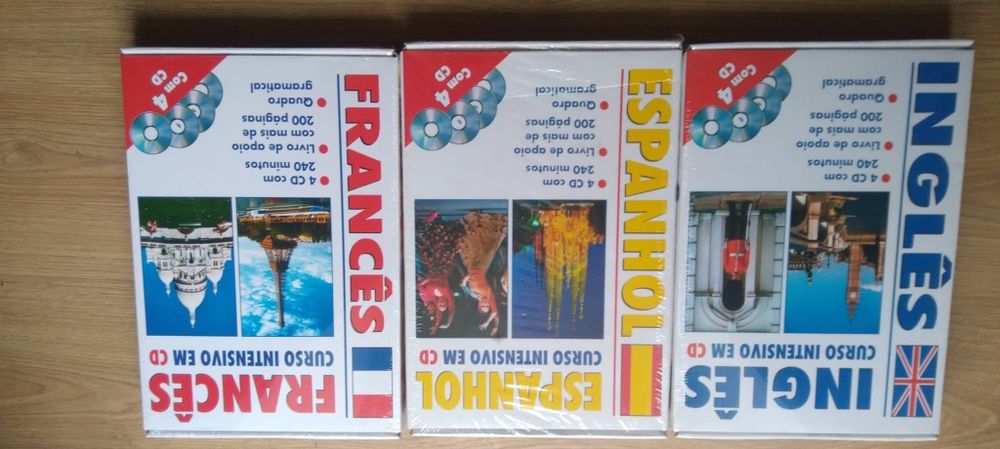 INGLÊS
CURSO INTENSIVO EM CD
INGLÊS
• 4 CD com
240 minutos
• Livro de apoio
com mais de
200 páginas
• Quadro
gramatical
Com 4
CD
ESPANHOL
CURSO INTENSIVO EM CD
ESPANHOL
• 4 CD com
240 minutos
• Livro de apoio
com mais de
200 páginas
• Quadro
gramatical
Com 4
CD
FRANCÊS
CURSO INTENSIVO EM CD
FRANCÊS
• 4 CD com
240 minutos
• Livro de apoio
com mais de
200 páginas
• Quadro
gramatical
Com 4
CD